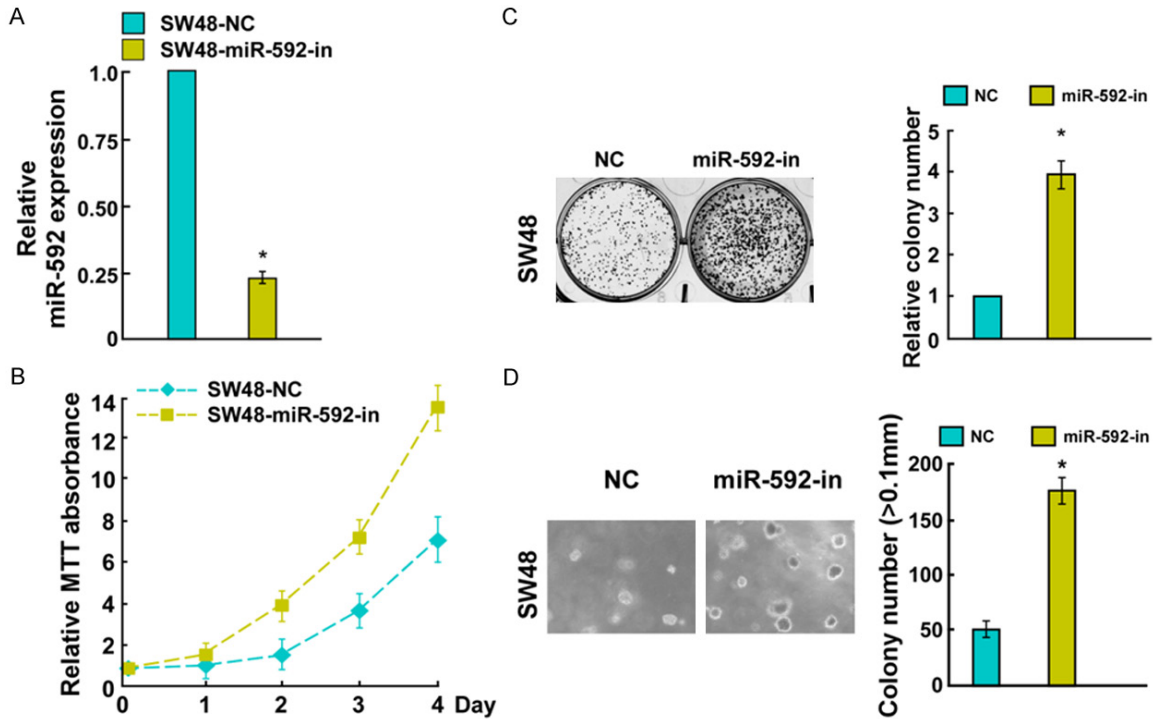 A
SW48-NC
SW48-miR-592-in
Relative
miR-592 expression
1.0
0.75
0.50
0.25
0
*
B
SW48-NC
SW48-miR-592-in
Relative MTT absorbance
14
12
10
8
6
4
2
0
0 1 2 3 4 Day
C
NC miR-592-in
SW48
NC miR-592-in
Relative colony number
5
4
3
2
1
0
*
D
NC miR-592-in
SW48
NC miR-592-in
Colony number (>0.1mm)
200
150
100
50
0
*